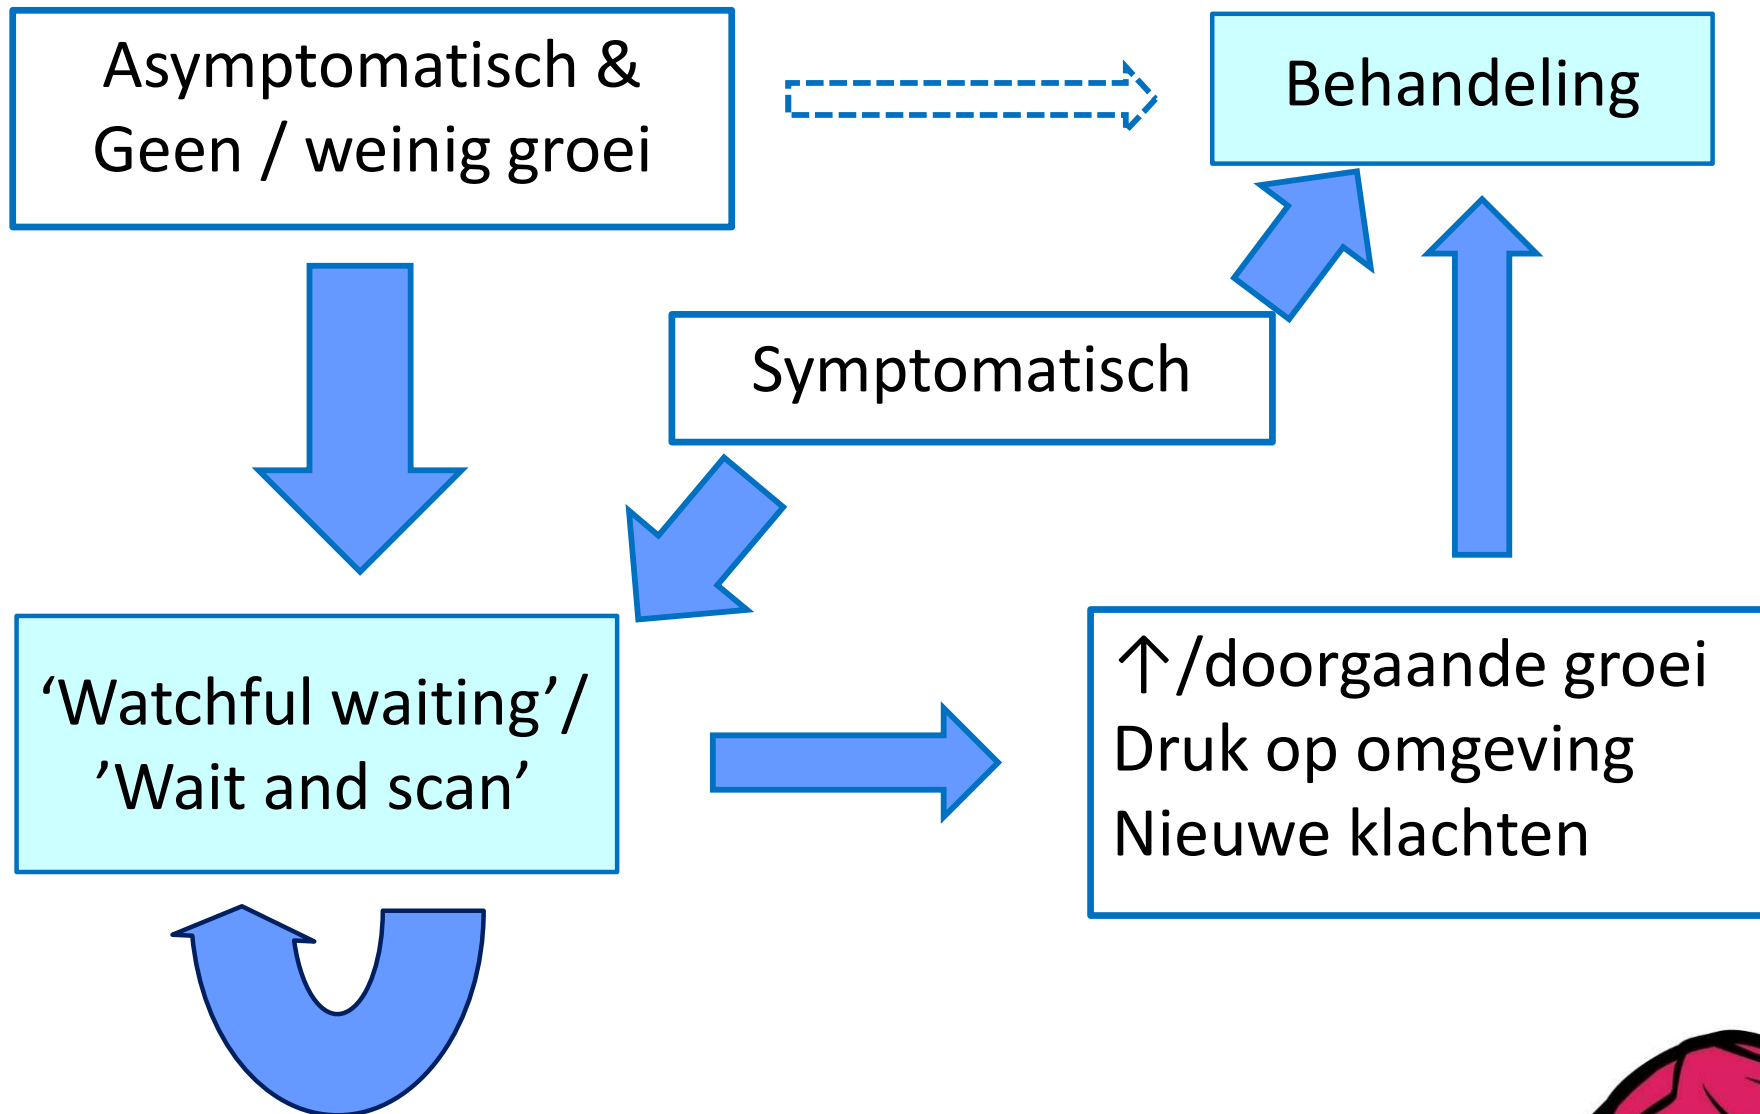 Asymptomatisch &
Geen / weinig groei
Behandeling
Symptomatisch
‘Watchful waiting’/
’Wait and scan’
↑/doorgaande groei
Druk op omgeving
Nieuwe klachten